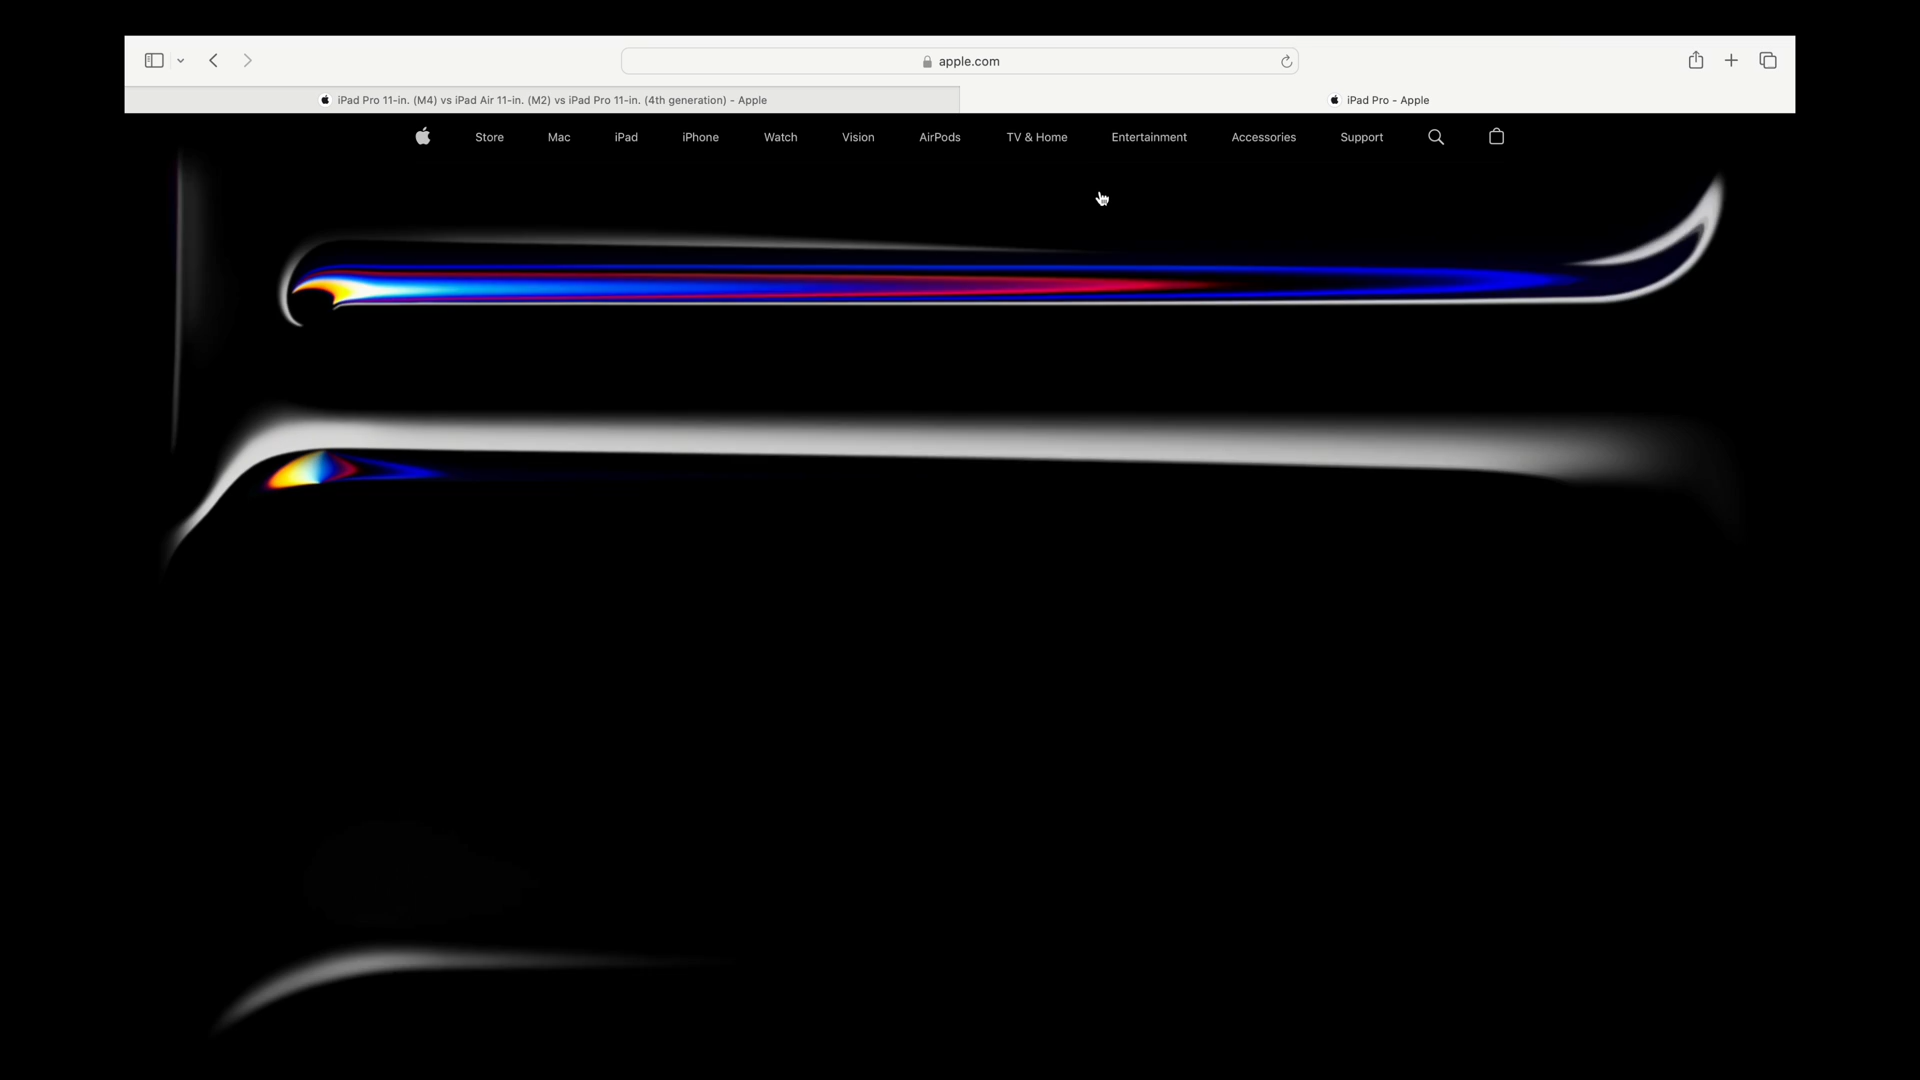 apple.com
iPad Pro 11-in. (M4) vs iPad Air 11-in. (M2) vs iPad Pro 11-in. (4th generation) - Apple
iPad Pro - Apple
Store Mac iPad iPhone Watch Vision AirPods TV & Home Entertainment Accessories Support